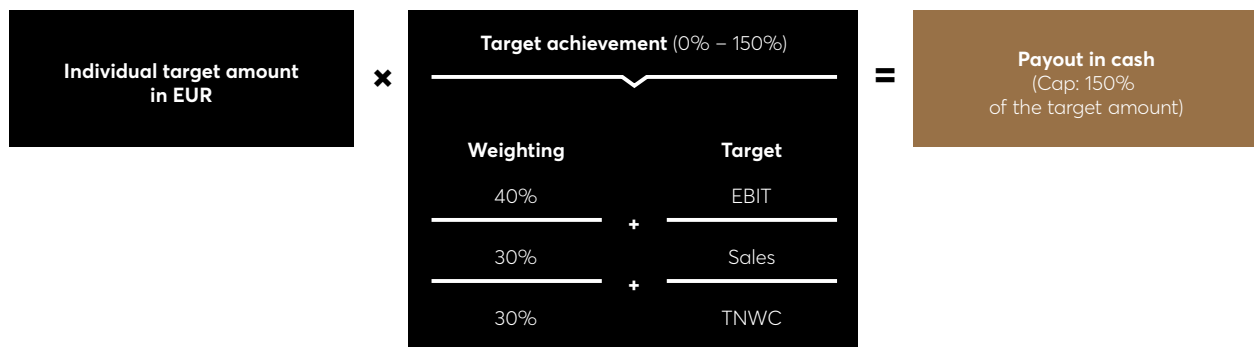 Individual target amount
in EUR
×
Target achievement (0% – 150%)
=
Payout in cash
(Cap: 150%
of the target amount)
Weighting Target
40% EBIT
+
30% Sales
+
30% TNWC